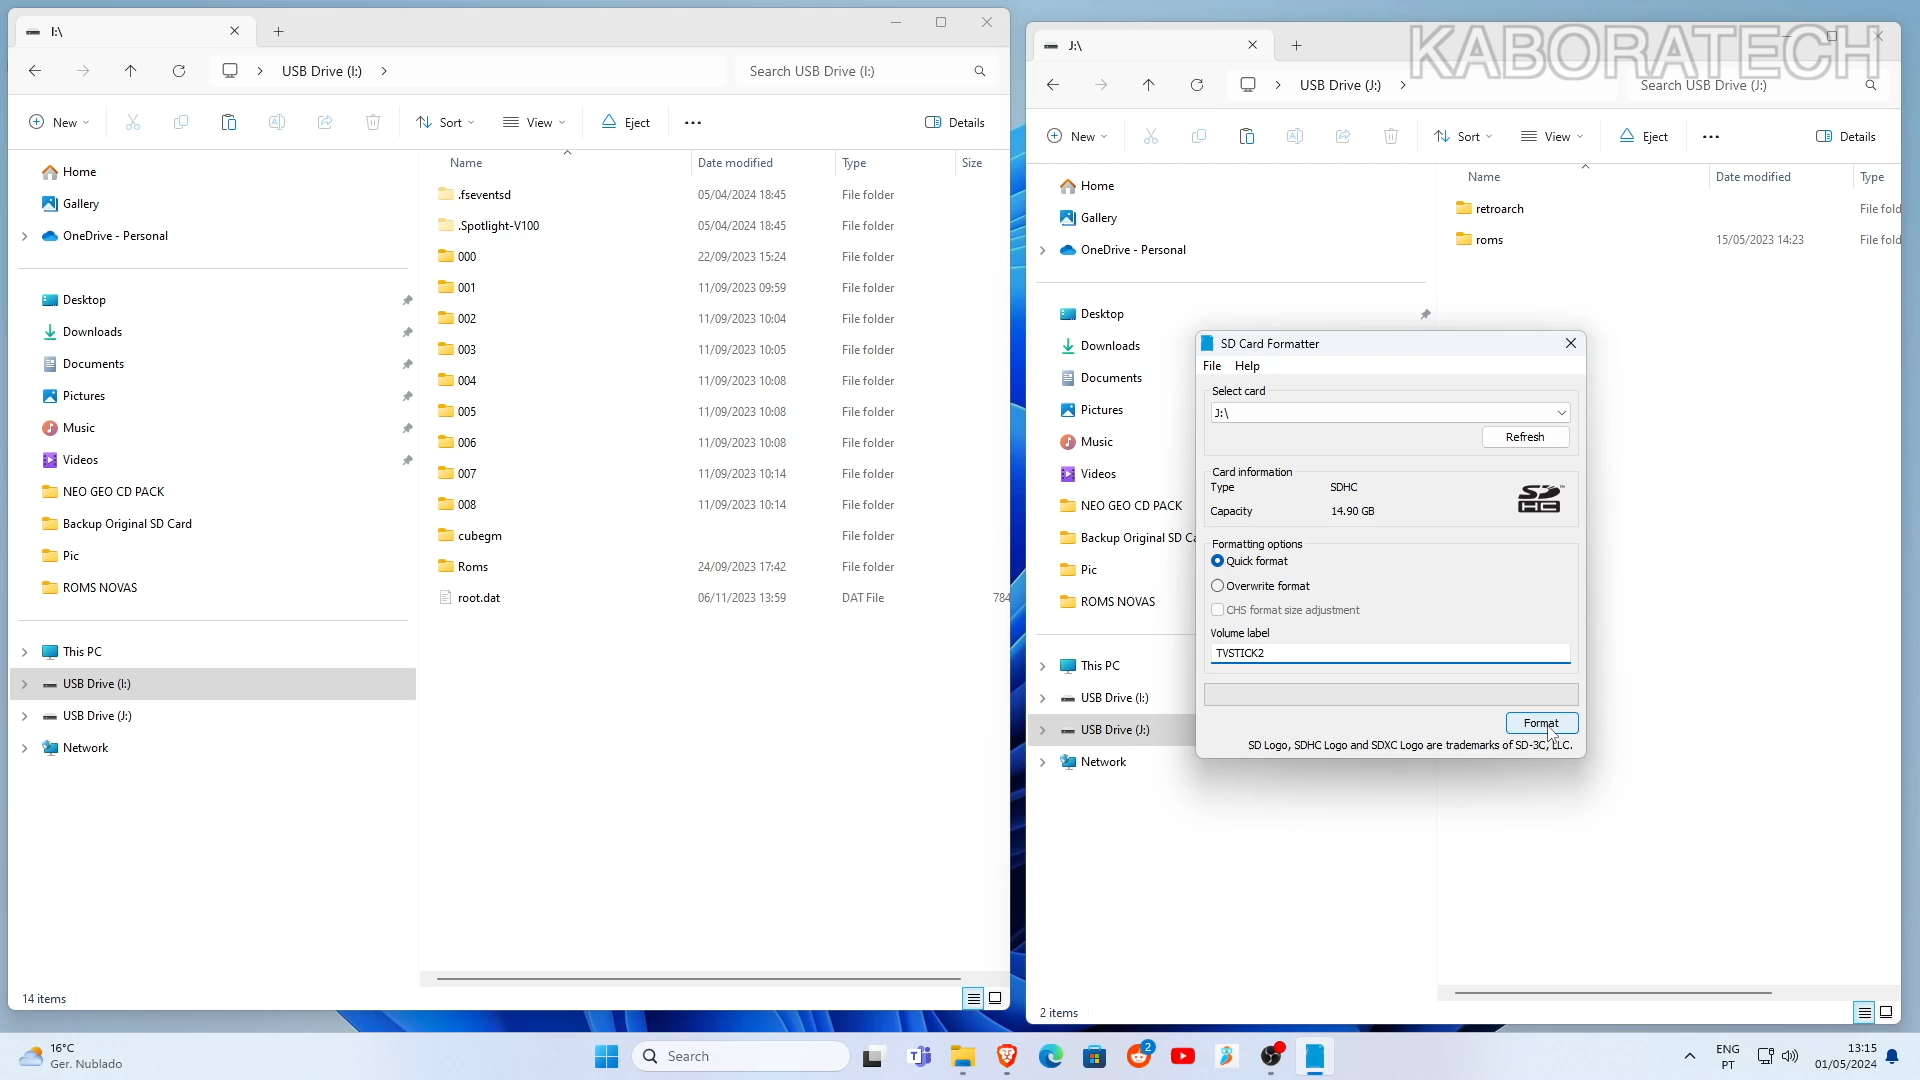 I:\
USB Drive (I:)
Search USB Drive (I:)
New
Sort
View
Eject
Details
Home
Gallery
OneDrive - Personal
Desktop
Downloads
Documents
Pictures
Music
Videos
NEO GEO CD PACK
Backup Original SD Card
Pic
ROMS NOVAS
This PC
USB Drive (I:)
USB Drive (J:)
Network
Name Date modified Type Size
.fseventsd 05/04/2024 18:45 File folder
.Spotlight-V100 05/04/2024 18:45 File folder
000 22/09/2023 15:24 File folder
001 11/09/2023 09:59 File folder
002 11/09/2023 10:04 File folder
003 11/09/2023 10:05 File folder
004 11/09/2023 10:08 File folder
005 11/09/2023 10:08 File folder
006 11/09/2023 10:08 File folder
007 11/09/2023 10:14 File folder
008 11/09/2023 10:14 File folder
cubegm File folder
Roms 24/09/2023 17:42 File folder
root.dat 06/11/2023 13:59 DAT File 784
14 items
KABORATECH
J:\
USB Drive (J:)
Search USB Drive (J:)
New
Sort
View
Eject
Details
Home
Gallery
OneDrive - Personal
Desktop
Downloads
Documents
Pictures
Music
Videos
NEO GEO CD PACK
Backup Original SD Ca
Pic
ROMS NOVAS
This PC
USB Drive (I:)
USB Drive (J:)
Network
Name Date modified Type
retroarch File fold
roms 15/05/2023 14:23 File fold
2 items
SD Card Formatter
File Help
Select card
J:\
Refresh
Card information
Type SDHC
Capacity 14.90 GB
SD HC
Formatting options
Quick format
Overwrite format
CHS format size adjustment
Volume label
TVSTICK2
Format
SD Logo, SDHC Logo and SDXC Logo are trademarks of SD-3C, LLC.
16°C
Ger. Nublado
Search
2
ENG
PT
13:15
01/05/2024